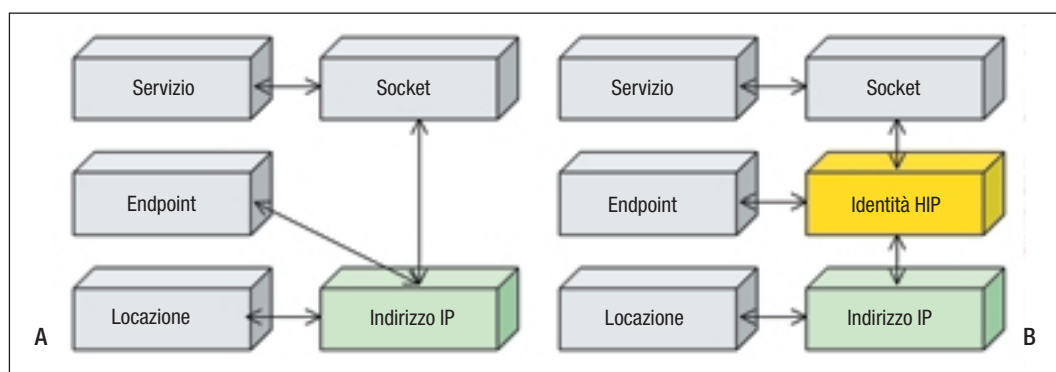 Servizio
Socket
Endpoint
Locazione
Indirizzo IP
A
Servizio
Socket
Endpoint
Identità HIP
Locazione
Indirizzo IP
B